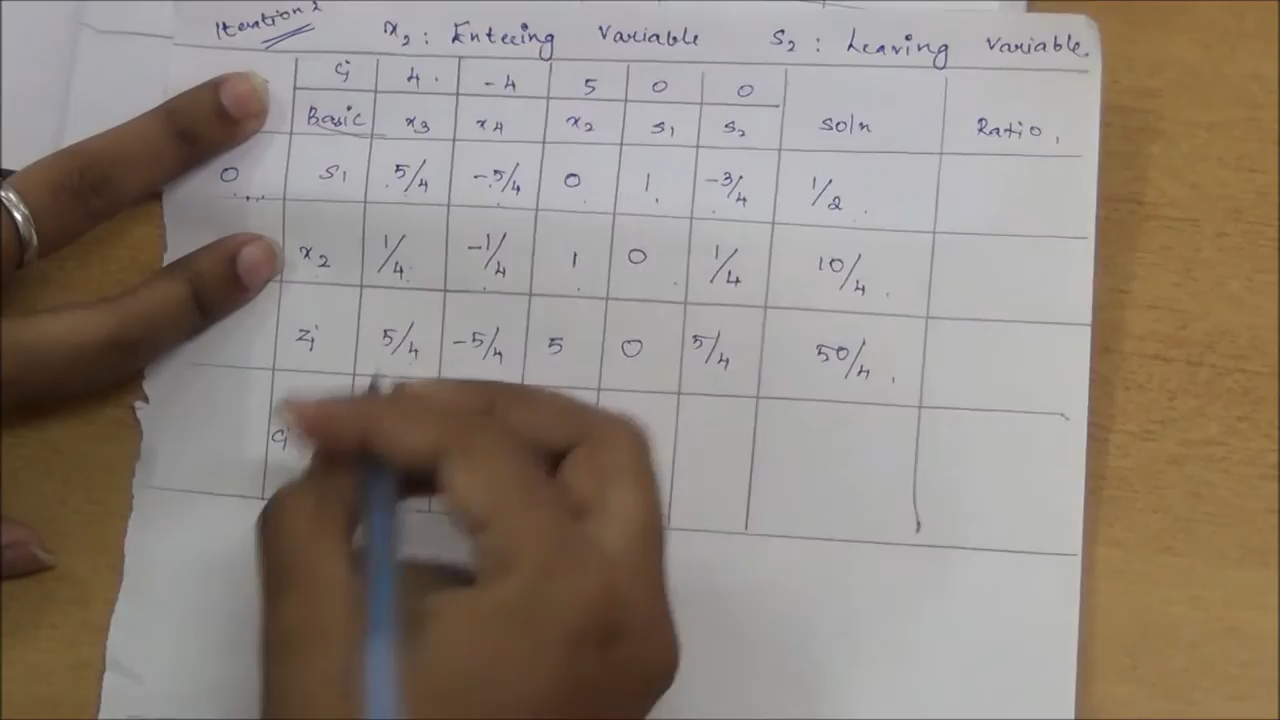 Iteration 2 x₂ : Entering Variable S₂ : Leaving Variable.
Cj 4 -4 5 0 0
Basic x₃ x₄ x₂ S₁ S₂ Soln Ratio
0 S₁ 5/4 -5/4 0 1 -3/4 1/2
x₂ 1/4 -1/4 1 0 1/4 10/4
Zj 5/4 -5/4 5 0 5/4 50/4
Cj